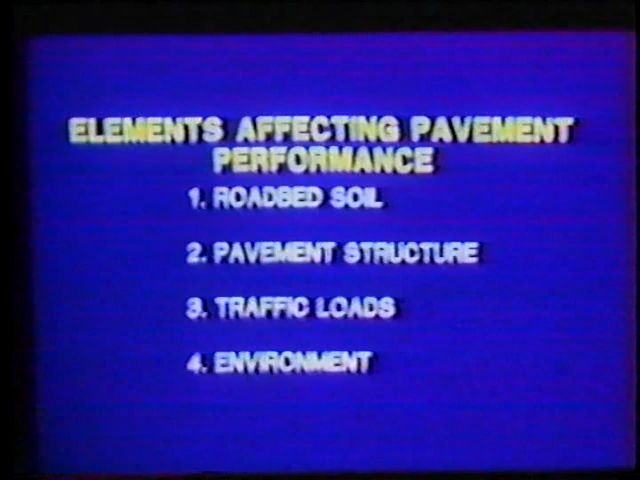 ELEMENTS AFFECTING PAVEMENT
PERFORMANCE
1. ROADBED SOIL
2. PAVEMENT STRUCTURE
3. TRAFFIC LOADS
4. ENVIRONMENT